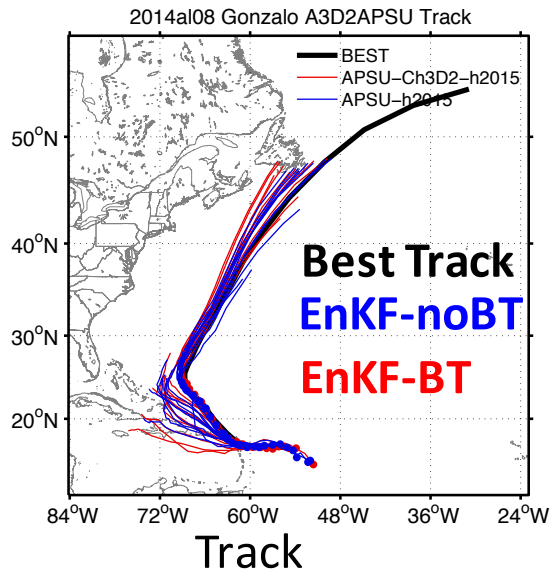 2014al08 Gonzalo A3D2APSU Track
BEST
APSU−Ch3D2−h2015
APSU−h2015
50°N
40°N
30°N
20°N
Best Track
EnKF-noBT
EnKF-BT
84°W 72°W 60°W 48°W 36°W 24°W
Track